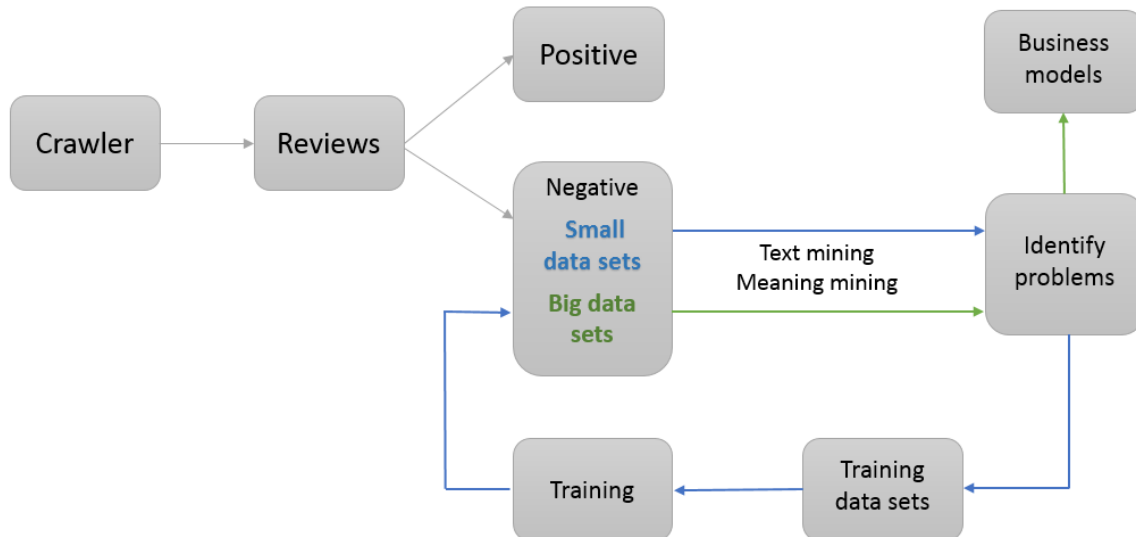 Positive
Business
models
Crawler
Reviews
Negative
Small
data sets
Big data
sets
Text mining
Meaning mining
Identify
problems
Training
Training
data sets